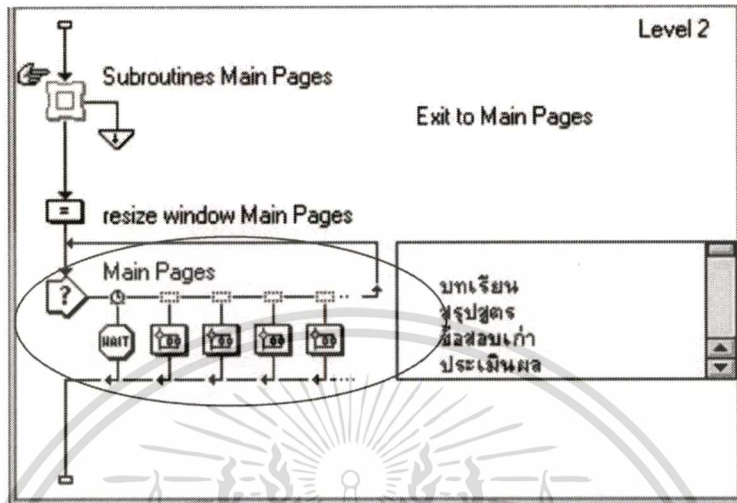 Level 2
Subroutines Main Pages
Exit to Main Pages
=
resize window Main Pages
Main Pages
?
WAIT
บทเรียน
สรุปสูตร
ข้อสอบเก่า
ประเมินผล